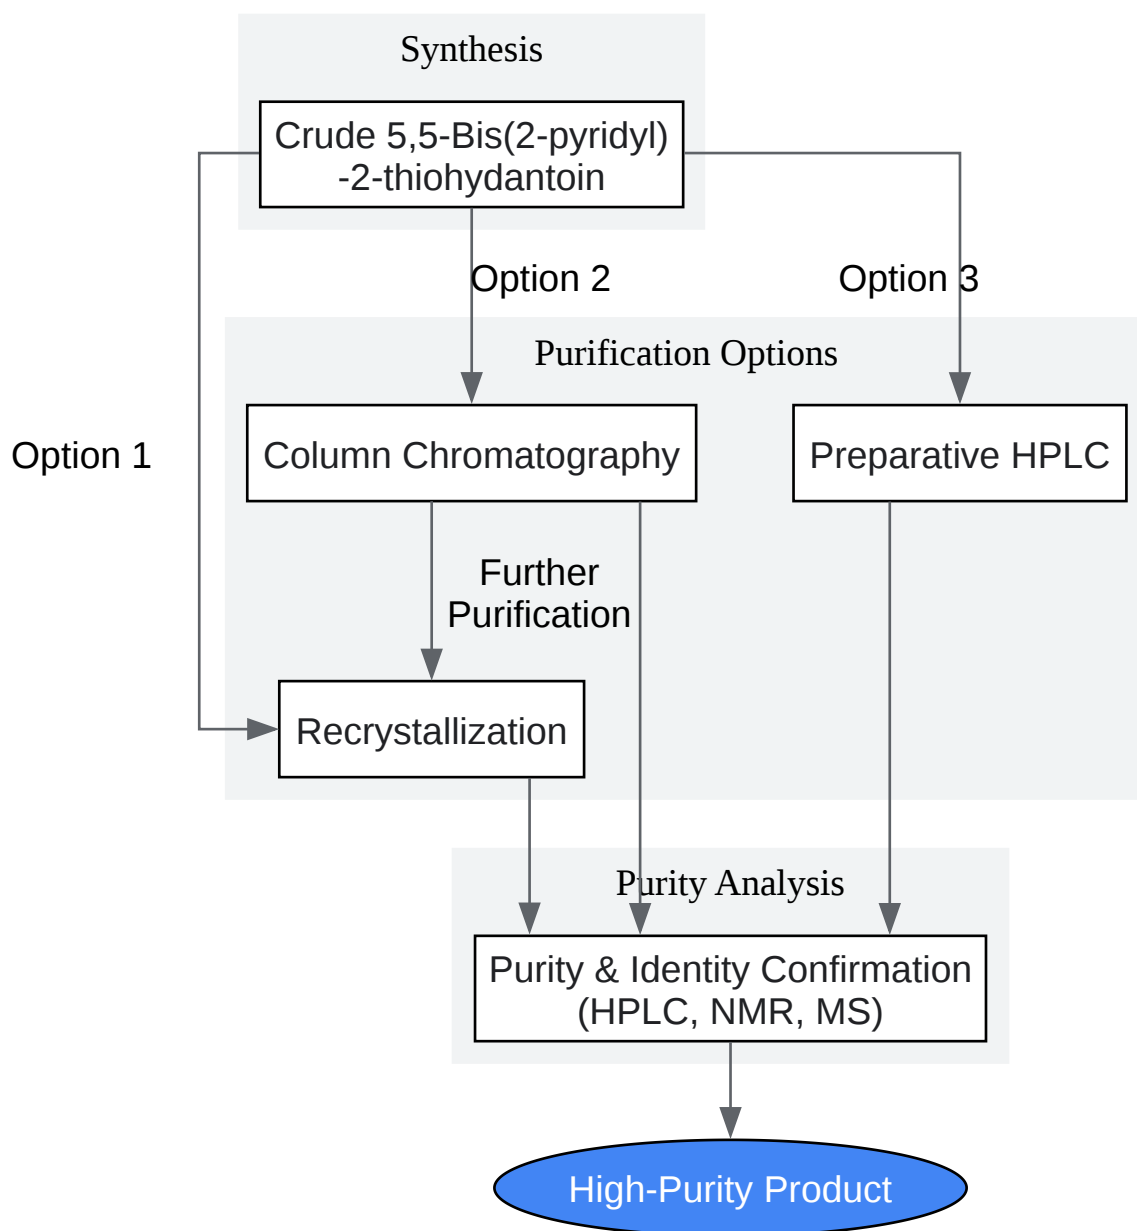 Synthesis
Crude 5,5-Bis(2-pyridyl)
-2-thiohydantoin
Option 2
Option 3
Purification Options
Option 1
Column Chromatography
Preparative HPLC
Further
Purification
Recrystallization
Purity Analysis
Purity & Identity Confirmation
(HPLC, NMR, MS)
High-Purity Product